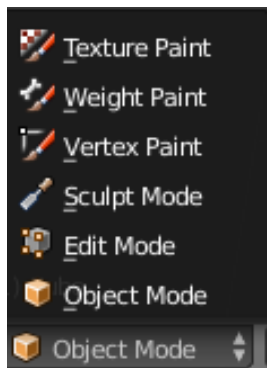 Texture Paint
Weight Paint
Vertex Paint
Sculpt Mode
Edit Mode
Object Mode
Object Mode